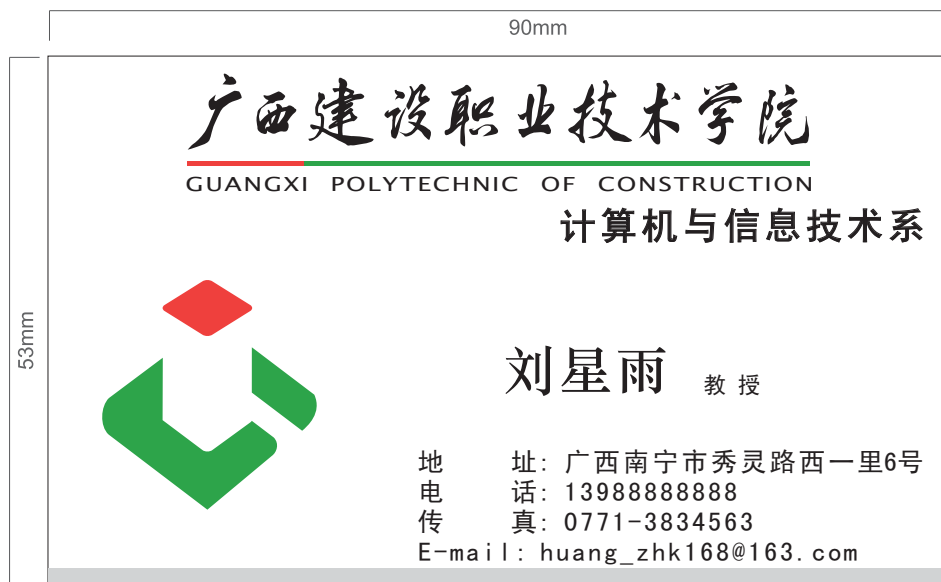 90mm
53mm
广西建设职业技术学院
GUANGXI POLYTECHNIC OF CONSTRUCTION
计算机与信息技术系
刘星雨 教授
地 址: 广西南宁市秀灵路西一里6号
电 话: 13988888888
传 真: 0771-3834563
E-mail: huang_zhk168@163.com